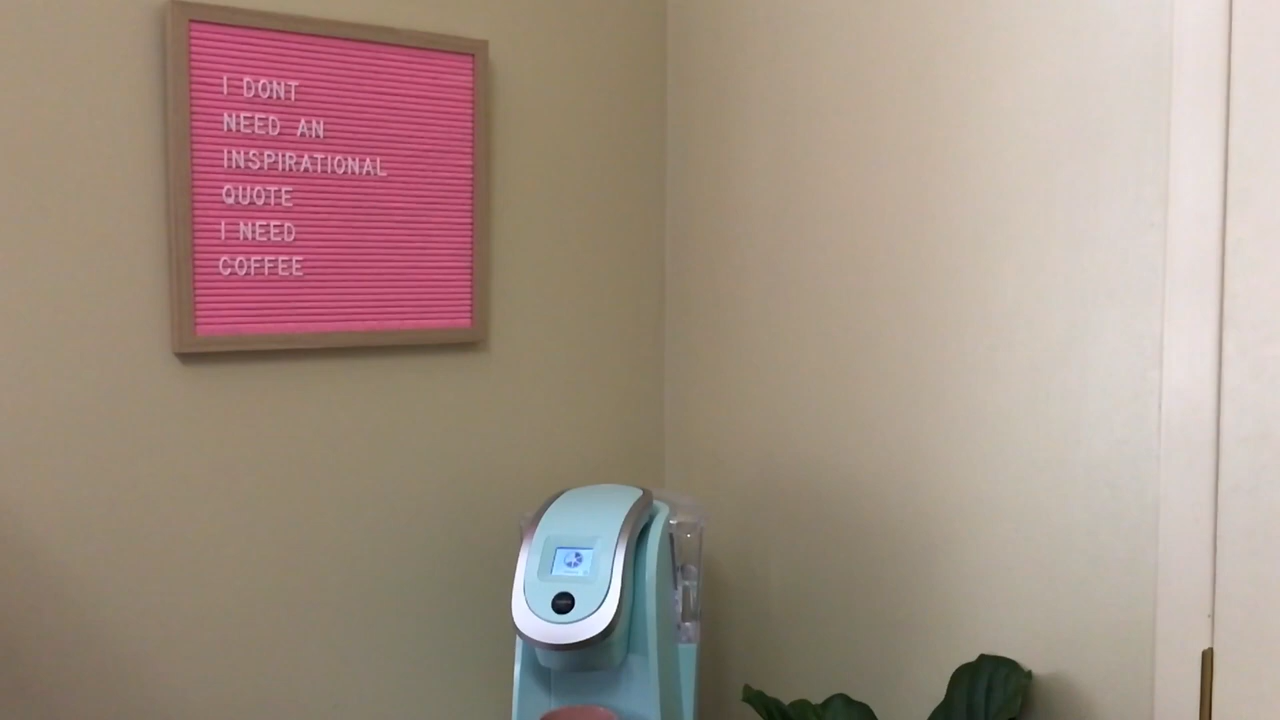 I DONT
NEED AN
INSPIRATIONAL
QUOTE
I NEED
COFFEE